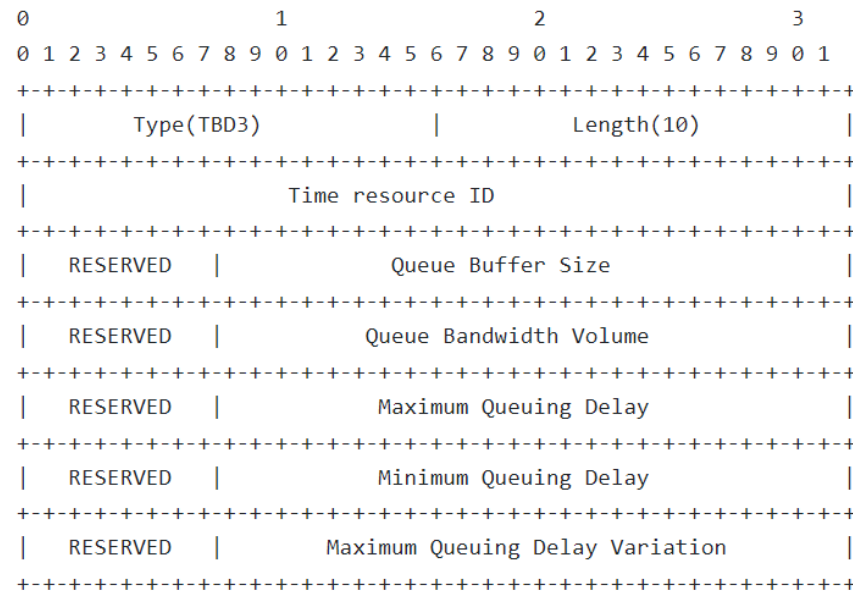 0                   1                   2                   3
0 1 2 3 4 5 6 7 8 9 0 1 2 3 4 5 6 7 8 9 0 1 2 3 4 5 6 7 8 9 0 1
+-+-+-+-+-+-+-+-+-+-+-+-+-+-+-+-+-+-+-+-+-+-+-+-+-+-+-+-+-+-+-+-+
|        Type(TBD3)             |          Length(10)           |
+-+-+-+-+-+-+-+-+-+-+-+-+-+-+-+-+-+-+-+-+-+-+-+-+-+-+-+-+-+-+-+-+
|                    Time resource ID                           |
+-+-+-+-+-+-+-+-+-+-+-+-+-+-+-+-+-+-+-+-+-+-+-+-+-+-+-+-+-+-+-+-+
|   RESERVED   |             Queue Buffer Size                  |
+-+-+-+-+-+-+-+-+-+-+-+-+-+-+-+-+-+-+-+-+-+-+-+-+-+-+-+-+-+-+-+-+
|   RESERVED   |           Queue Bandwidth Volume               |
+-+-+-+-+-+-+-+-+-+-+-+-+-+-+-+-+-+-+-+-+-+-+-+-+-+-+-+-+-+-+-+-+
|   RESERVED   |            Maximum Queuing Delay               |
+-+-+-+-+-+-+-+-+-+-+-+-+-+-+-+-+-+-+-+-+-+-+-+-+-+-+-+-+-+-+-+-+
|   RESERVED   |            Minimum Queuing Delay               |
+-+-+-+-+-+-+-+-+-+-+-+-+-+-+-+-+-+-+-+-+-+-+-+-+-+-+-+-+-+-+-+-+
|   RESERVED   |        Maximum Queuing Delay Variation         |
+-+-+-+-+-+-+-+-+-+-+-+-+-+-+-+-+-+-+-+-+-+-+-+-+-+-+-+-+-+-+-+-+